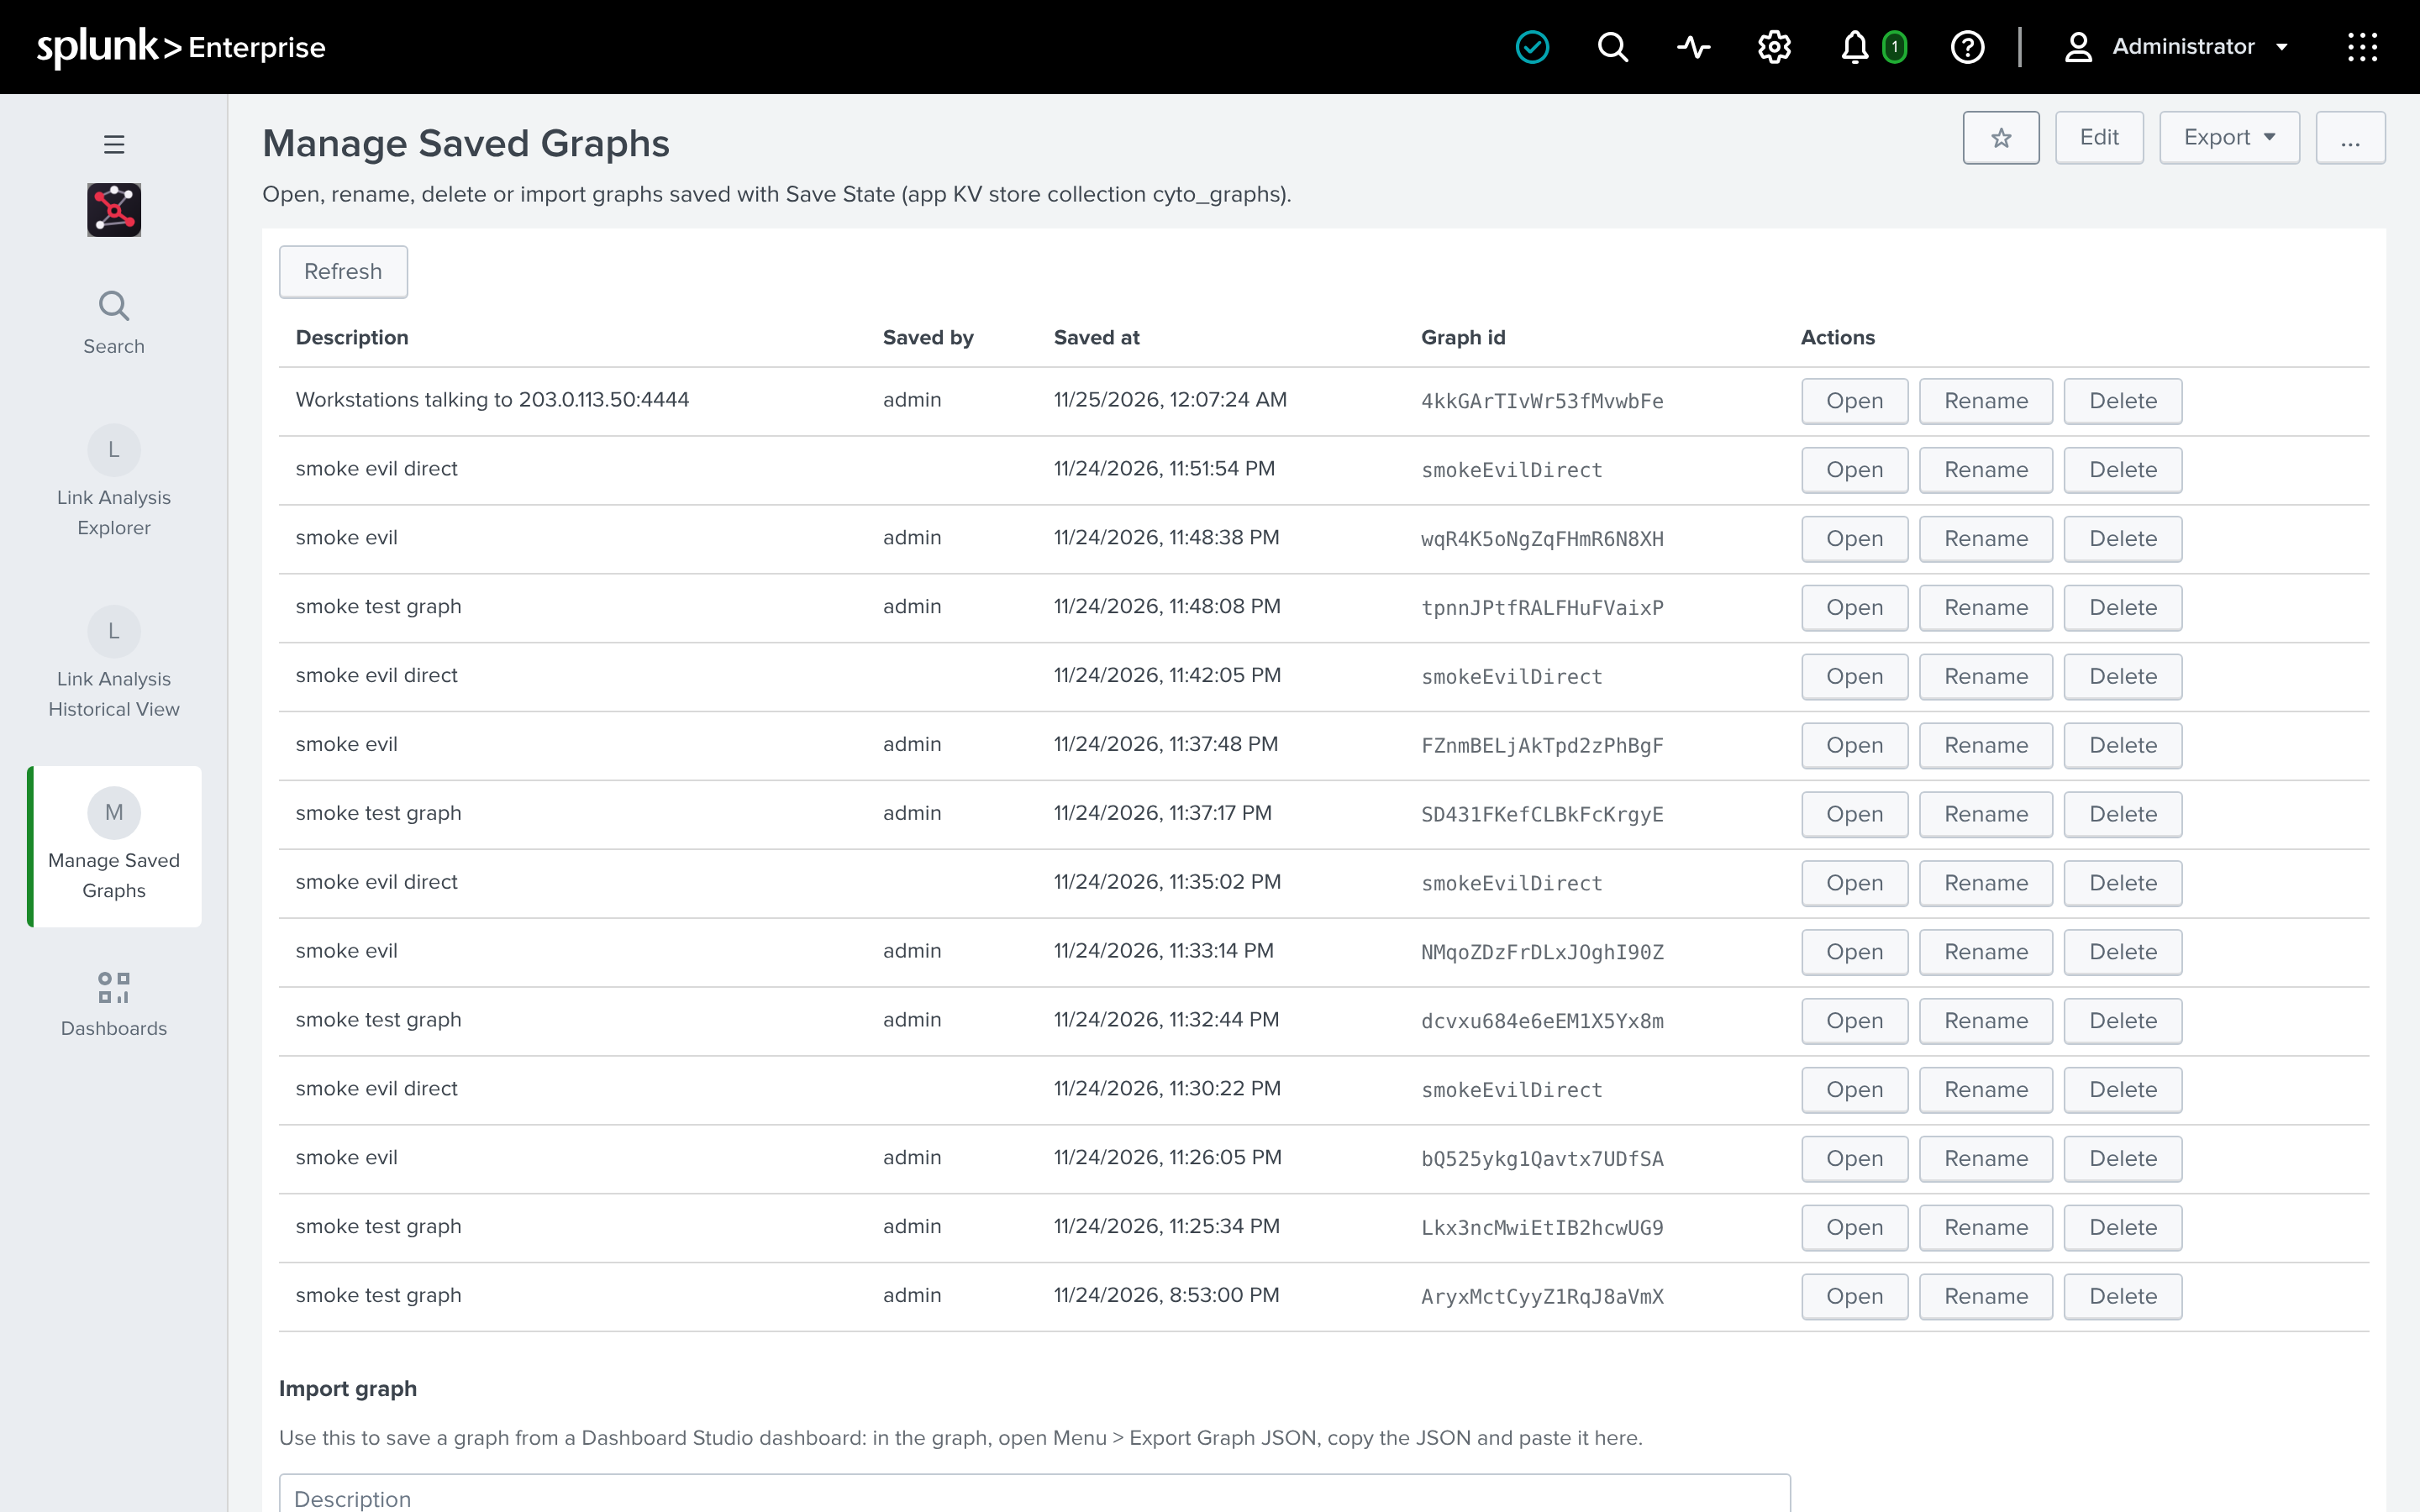 splunk>Enterprise
1
Administrator
Manage Saved Graphs
Edit
Export
...
Open, rename, delete or import graphs saved with Save State (app KV store collection cyto_graphs).
Search
L
Link Analysis
Explorer
L
Link Analysis
Historical View
M
Manage Saved
Graphs
Dashboards
Refresh
Description Saved by Saved at Graph id Actions
Workstations talking to 203.0.113.50:4444 admin 11/25/2026, 12:07:24 AM 4kkGArTIvWr53fMvwbFe Open Rename Delete
smoke evil direct 11/24/2026, 11:51:54 PM smokeEvilDirect Open Rename Delete
smoke evil admin 11/24/2026, 11:48:38 PM wqR4K5oNgZqFHmR6N8XH Open Rename Delete
smoke test graph admin 11/24/2026, 11:48:08 PM tpnnJPtfRALFHuFVaixP Open Rename Delete
smoke evil direct 11/24/2026, 11:42:05 PM smokeEvilDirect Open Rename Delete
smoke evil admin 11/24/2026, 11:37:48 PM FZnmBELjAkTpd2zPhBgF Open Rename Delete
smoke test graph admin 11/24/2026, 11:37:17 PM SD431FKefCLBkFcKrgyE Open Rename Delete
smoke evil direct 11/24/2026, 11:35:02 PM smokeEvilDirect Open Rename Delete
smoke evil admin 11/24/2026, 11:33:14 PM NMqoZDzFrDLxJOghI90Z Open Rename Delete
smoke test graph admin 11/24/2026, 11:32:44 PM dcvxu684e6eEM1X5Yx8m Open Rename Delete
smoke evil direct 11/24/2026, 11:30:22 PM smokeEvilDirect Open Rename Delete
smoke evil admin 11/24/2026, 11:26:05 PM bQ525ykg1Qavtx7UDfSA Open Rename Delete
smoke test graph admin 11/24/2026, 11:25:34 PM Lkx3ncMwiEtIB2hcwUG9 Open Rename Delete
smoke test graph admin 11/24/2026, 8:53:00 PM AryxMctCyyZ1RqJ8aVmX Open Rename Delete
Import graph
Use this to save a graph from a Dashboard Studio dashboard: in the graph, open Menu > Export Graph JSON, copy the JSON and paste it here.
Description